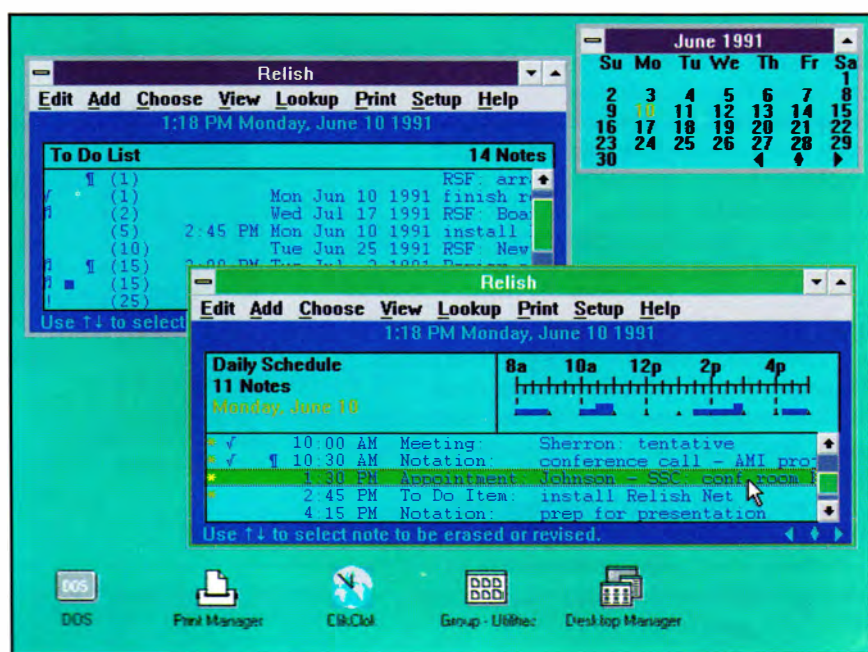 Relish
Edit Add Choose View Lookup Print Setup Help
1:18 PM Monday, June 10 1991
To Do List 14 Notes
¶ (1) RSF: arr
√ * (1) Mon Jun 10 1991 finish r
♬ (2) Wed Jul 17 1991 RSF: Boa
(5) 2:45 PM Mon Jun 10 1991 install
(10) Tue Jun 25 1991 RSF: New
♬ ¶ (15)
♬ ■ (15)
! (25)
Use ↑↓ to select
June 1991
Su Mo Tu We Th Fr Sa
1
2 3 4 5 6 7 8
9 10 11 12 13 14 15
16 17 18 19 20 21 22
23 24 25 26 27 28 29
30
Relish
Edit Add Choose View Lookup Print Setup Help
1:18 PM Monday, June 10 1991
Daily Schedule
11 Notes
Monday, June 10
8a 10a 12p 2p 4p
* √ 10:00 AM Meeting: Sherron: tentative
* √ ¶ 10:30 AM Notation: conference call - AMI pro
* 1:30 PM Appointment: Johnson - SSC: conf room
* 2:45 PM To Do Item: install Relish Net
4:15 PM Notation: prep for presentation
Use ↑↓ to select note to be erased or revised.
DOS
DOS
Print Manager
ClikClok
Group - Utilities
Desktop Manager